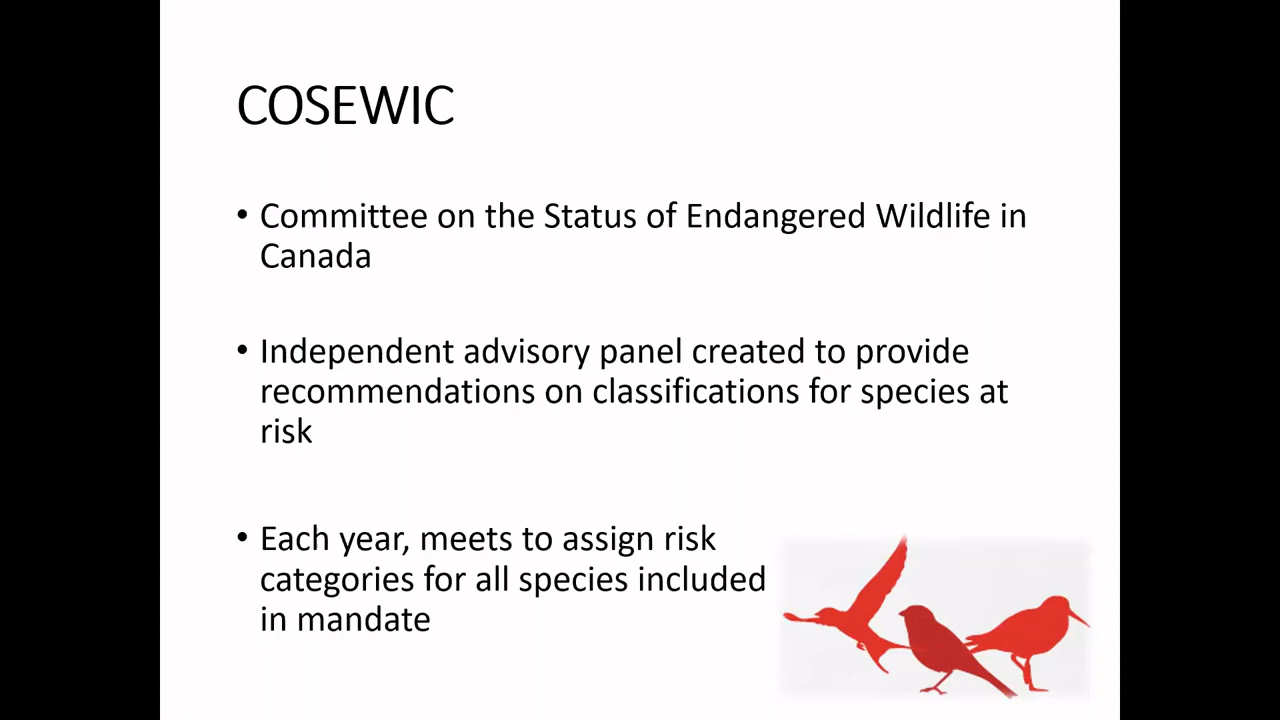 COSEWIC
• Committee on the Status of Endangered Wildlife in
Canada
• Independent advisory panel created to provide
recommendations on classifications for species at
risk
• Each year, meets to assign risk
categories for all species included
in mandate